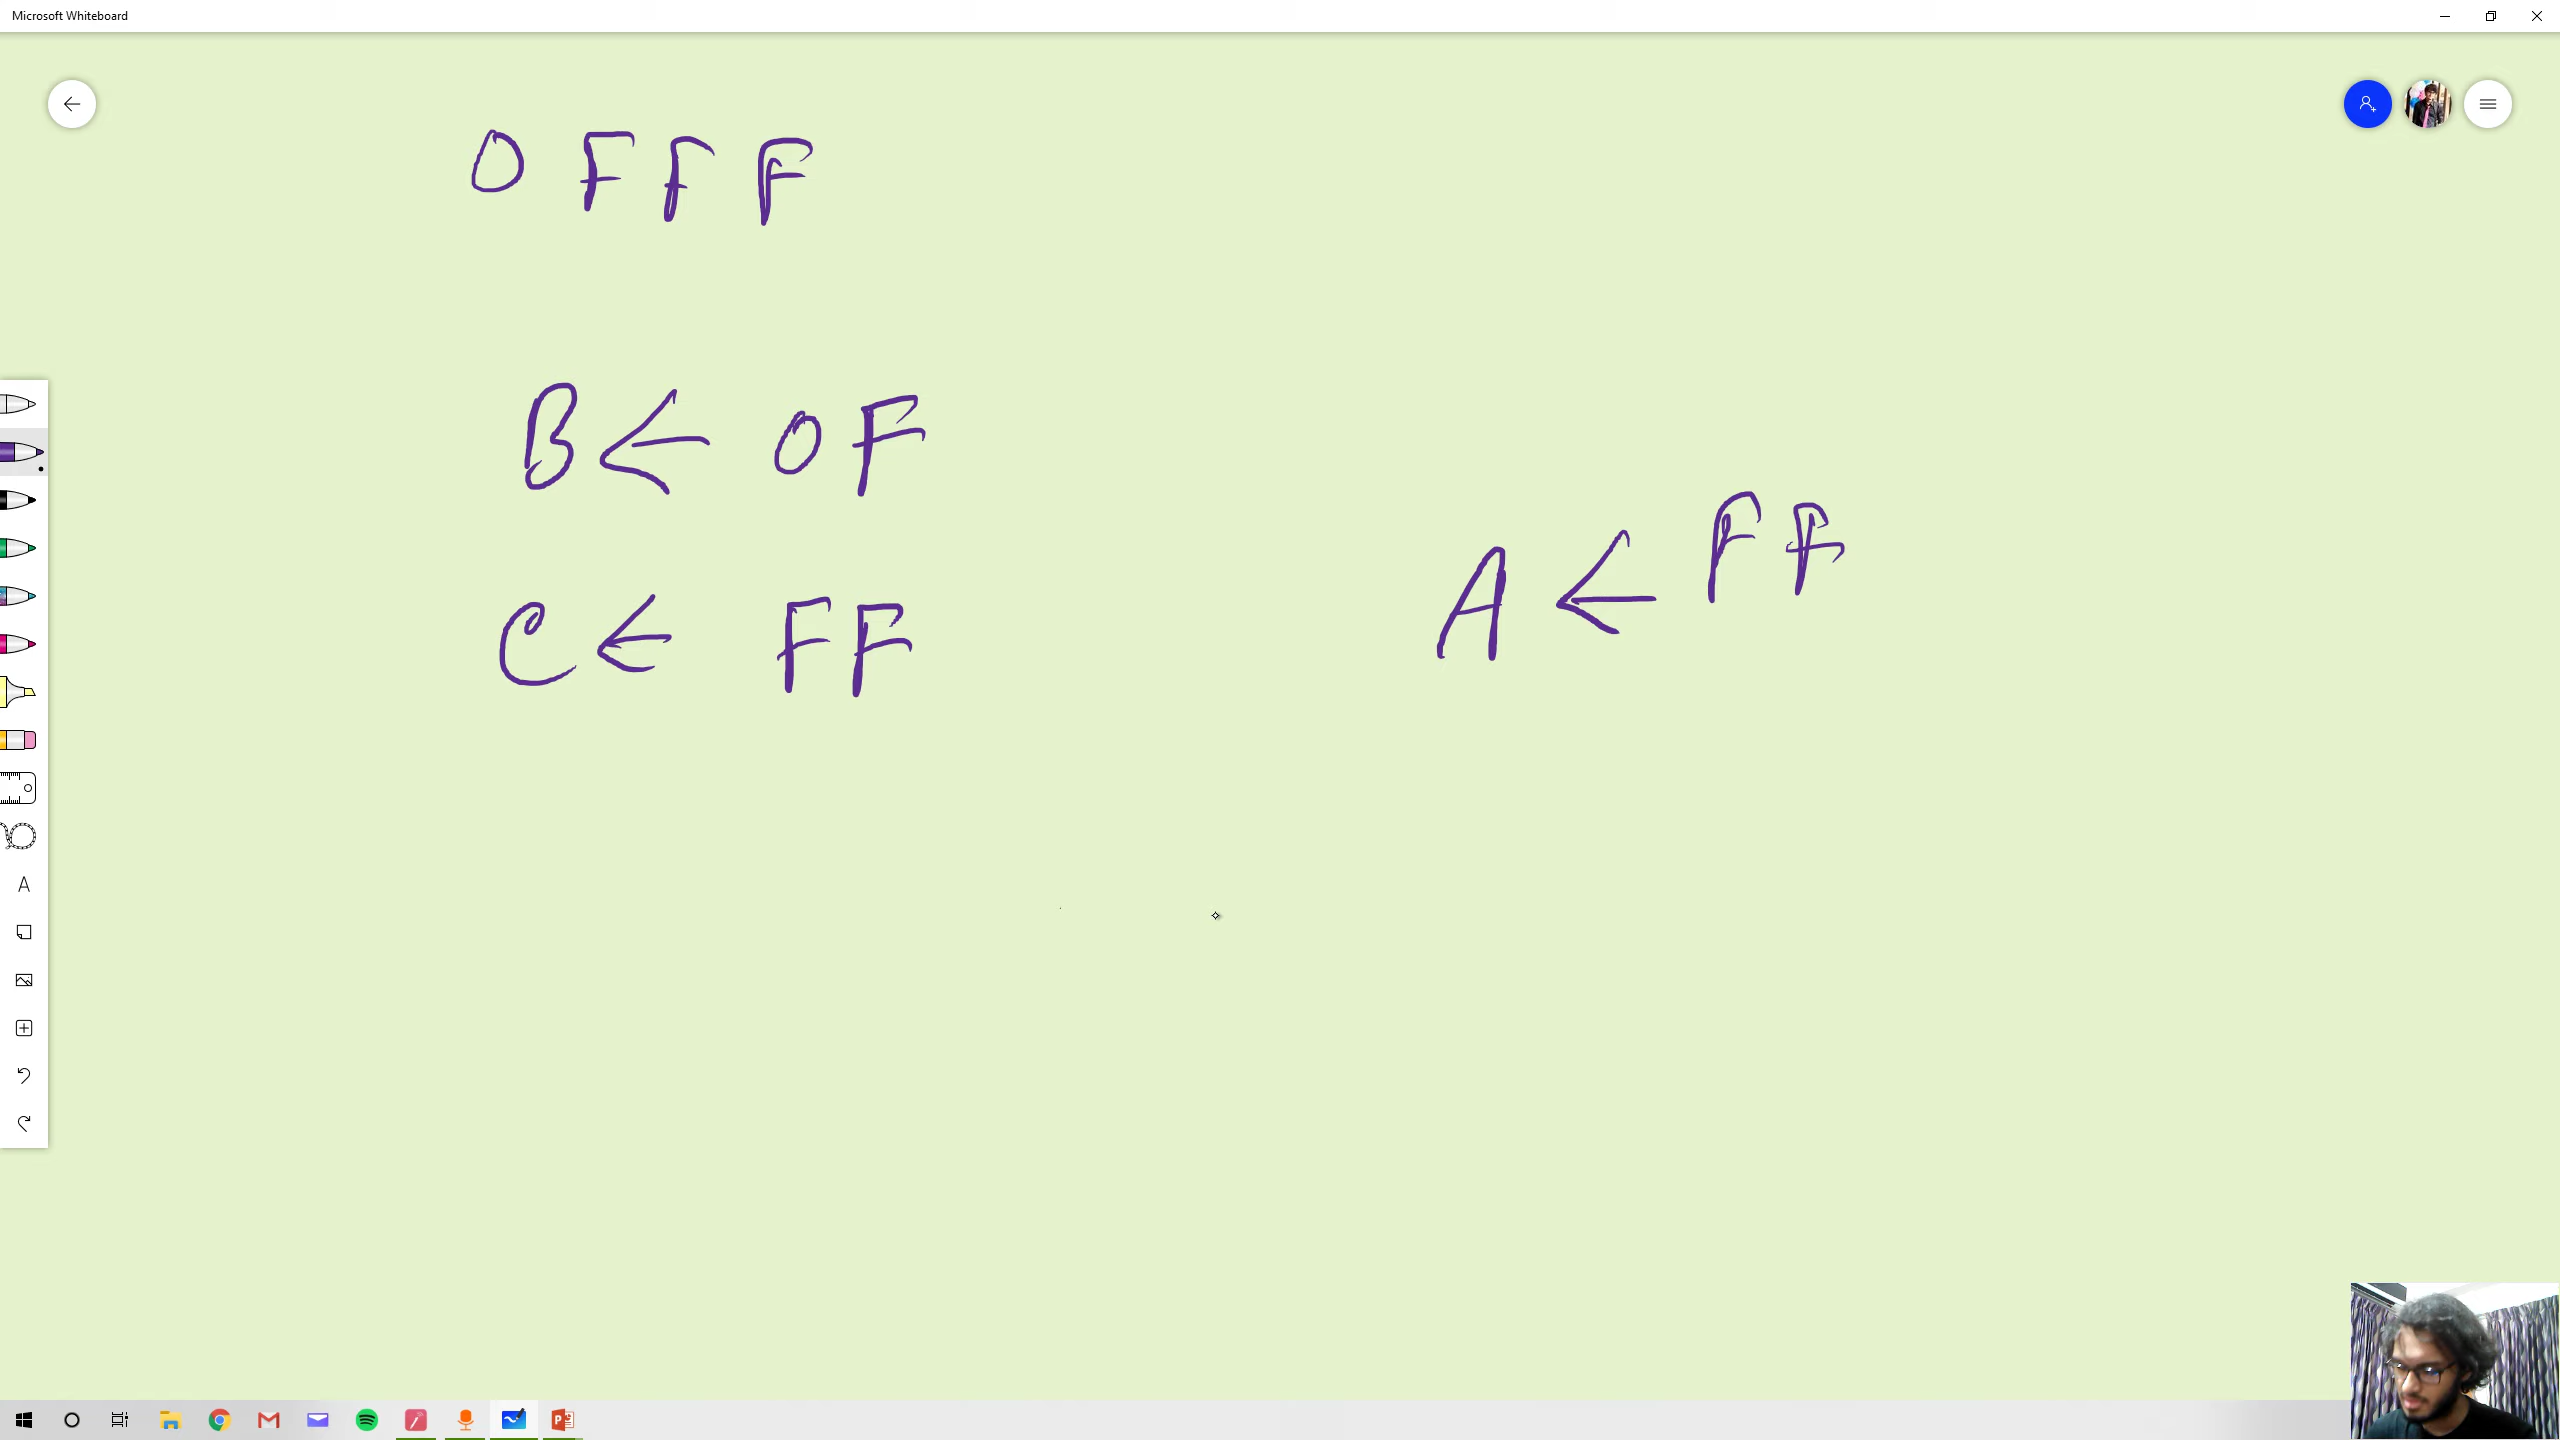 Microsoft Whiteboard
0 F F F
B ← 0 F
C ← F F
A ← F F
A